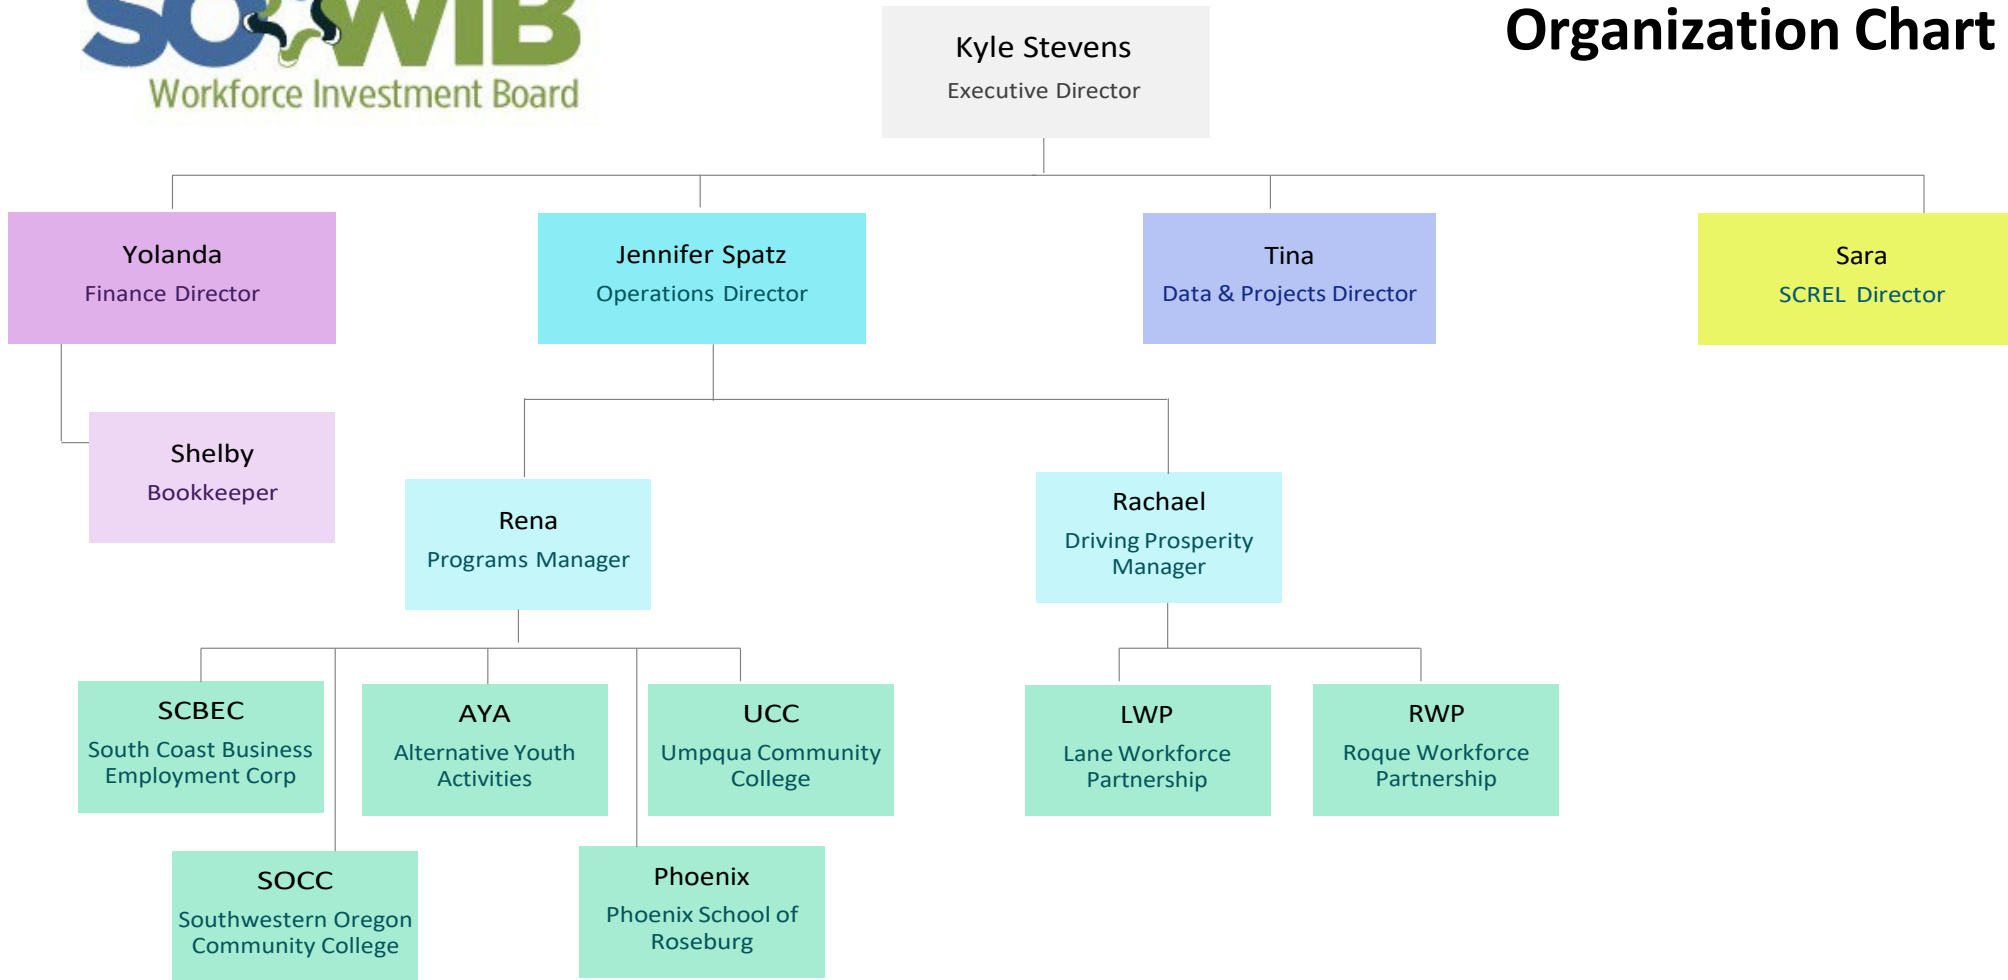 SOWIB
Workforce Investment Board
Organization Chart
Kyle Stevens
Executive Director
Yolanda
Finance Director
Jennifer Spatz
Operations Director
Tina
Data & Projects Director
Sara
SCREL Director
Shelby
Bookkeeper
Rena
Programs Manager
Rachael
Driving Prosperity
Manager
SCBEC
South Coast Business
Employment Corp
AYA
Alternative Youth
Activities
UCC
Umpqua Community
College
LWP
Lane Workforce
Partnership
RWP
Roque Workforce
Partnership
SOCC
Southwestern Oregon
Community College
Phoenix
Phoenix School of
Roseburg